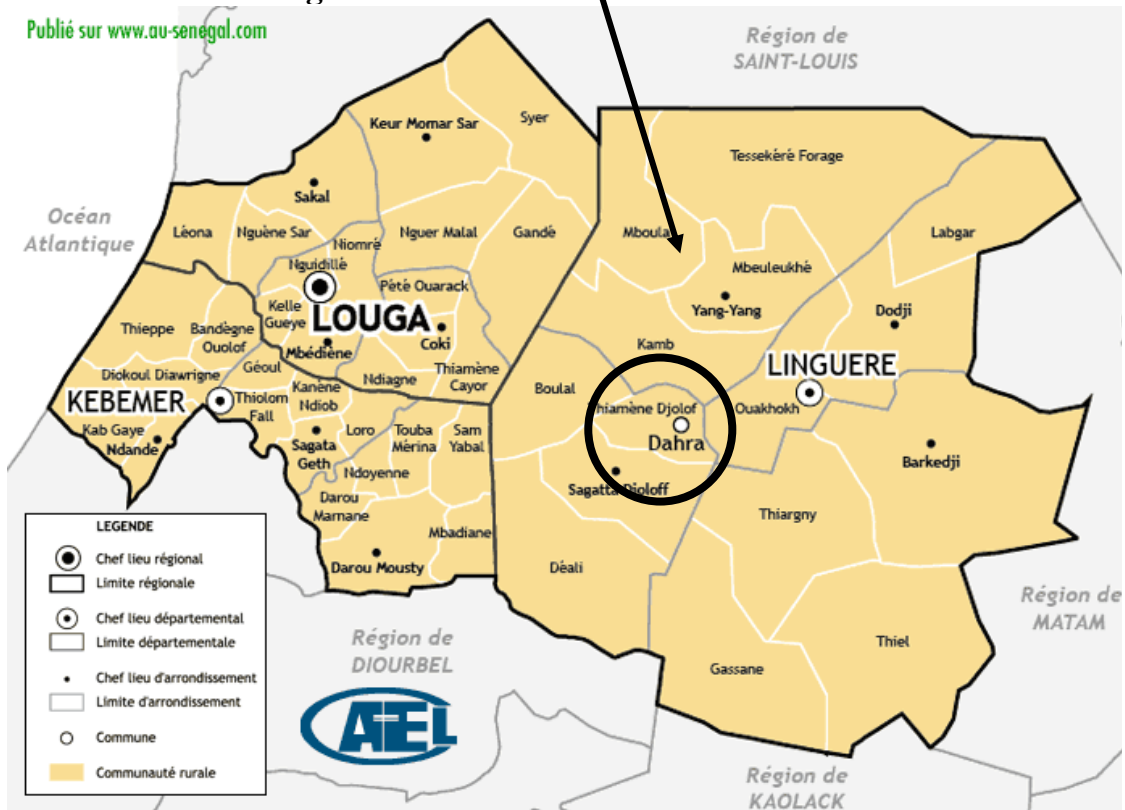 Publié sur www.au-senegal.com
Région de
SAINT-LOUIS
Syer
Keur Momar Sar
Tessekéré Forage
Sakal
Océan
Atlantique
Léona
Nguène Sar
Niomré
Nguer Malal
Gandé
Mboula
Labgar
Nguidillé
Mbeuleukhé
Pété Ouarack
Kelle
Gueye
LOUGA
Yang-Yang
Dodji
Thieppe
Bandègne
Ouolof
Mbédiène
Coki
Kamb
Géoul
Thiamène
Cayor
LINGUERE
Diokoul Diawrigne
Ndiagne
Boulal
Kanène
Ndiob
KEBEMER
Thiolom
Fall
hiamène Djolof
Ouakhokh
Kab Gaye
Ndande
Loro
Touba
Mérina
Sam
Yabal
Dahra
Sagata
Geth
Barkedji
Ndoyenne
Sagatta Djoloff
Darou
Marnane
Thiargny
LEGENDE
Mbadiane
Chef lieu régional
Darou Mousty
Déali
Limite régionale
Région de
MATAM
Chef lieu départemental
Région de
DIOURBEL
Limite départementale
Thiel
Gassane
Chef lieu d'arrondissement
Limite d'arrondissement
AEL
Commune
Communauté rurale
Région de
KAOLACK